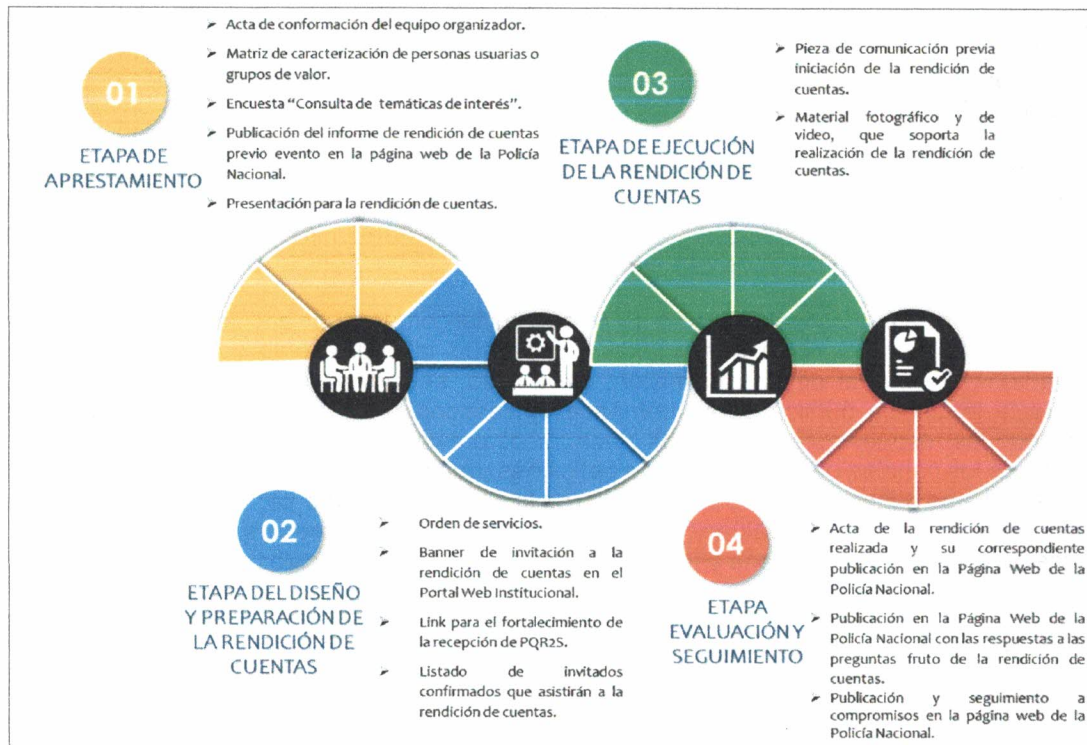 01
ETAPA DE
APRESTAMIENTO
➢ Acta de conformación del equipo organizador.
➢ Matriz de caracterización de personas usuarias o
grupos de valor.
➢ Encuesta “Consulta de temáticas de interés”.
➢ Publicación del informe de rendición de cuentas
previo evento en la página web de la Policía
Nacional.
➢ Presentación para la rendición de cuentas.
03
ETAPA DE EJECUCIÓN
DE LA RENDICIÓN DE
CUENTAS
➢ Pieza de comunicación previa
iniciación de la rendición de
cuentas.
➢ Material fotográfico y de
video, que soporta la
realización de la rendición de
cuentas.
02
ETAPA DEL DISEÑO
Y PREPARACIÓN DE
LA RENDICIÓN DE
CUENTAS
➢ Orden de servicios.
➢ Banner de invitación a la
rendición de cuentas en el
Portal Web Institucional.
➢ Link para el fortalecimiento de
la recepción de PQR2S.
➢ Listado de invitados
confirmados que asistirán a la
rendición de cuentas.
04
ETAPA
EVALUACIÓN Y
SEGUIMIENTO
➢ Acta de la rendición de cuentas
realizada y su correspondiente
publicación en la Página Web de la
Policía Nacional.
➢ Publicación en la Página Web de la
Policía Nacional con las respuestas a las
preguntas fruto de la rendición de
cuentas.
➢ Publicación y seguimiento a
compromisos en la página web de la
Policía Nacional.